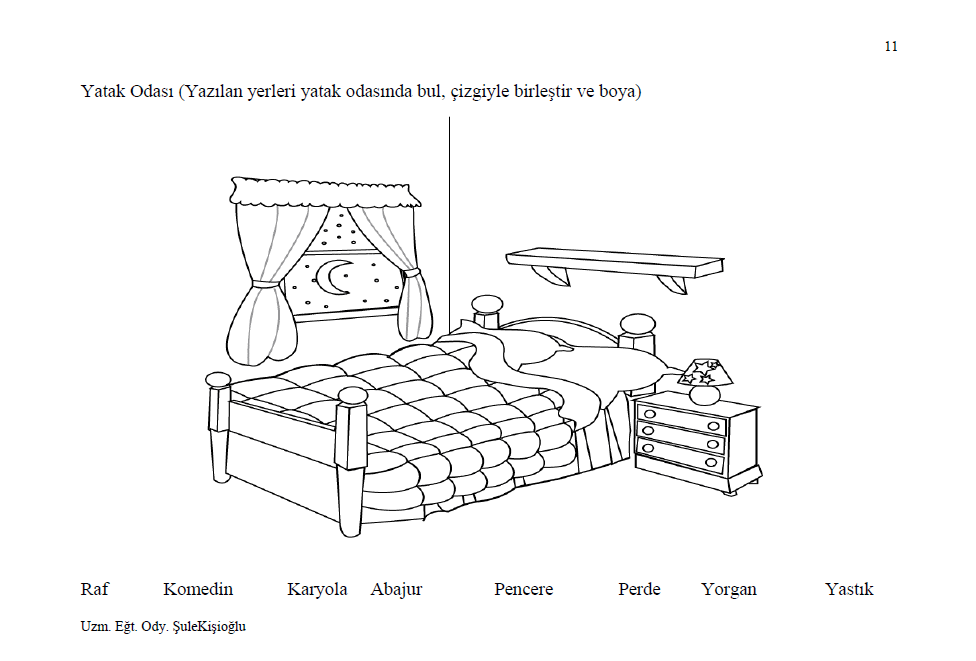 11
Yatak Odası (Yazılan yerleri yatak odasında bul, çizgiyle birleştir ve boya)
Raf Komedin Karyola Abajur Pencere Perde Yorgan Yastık
Uzm. Eğt. Ody. ŞuleKişioğlu